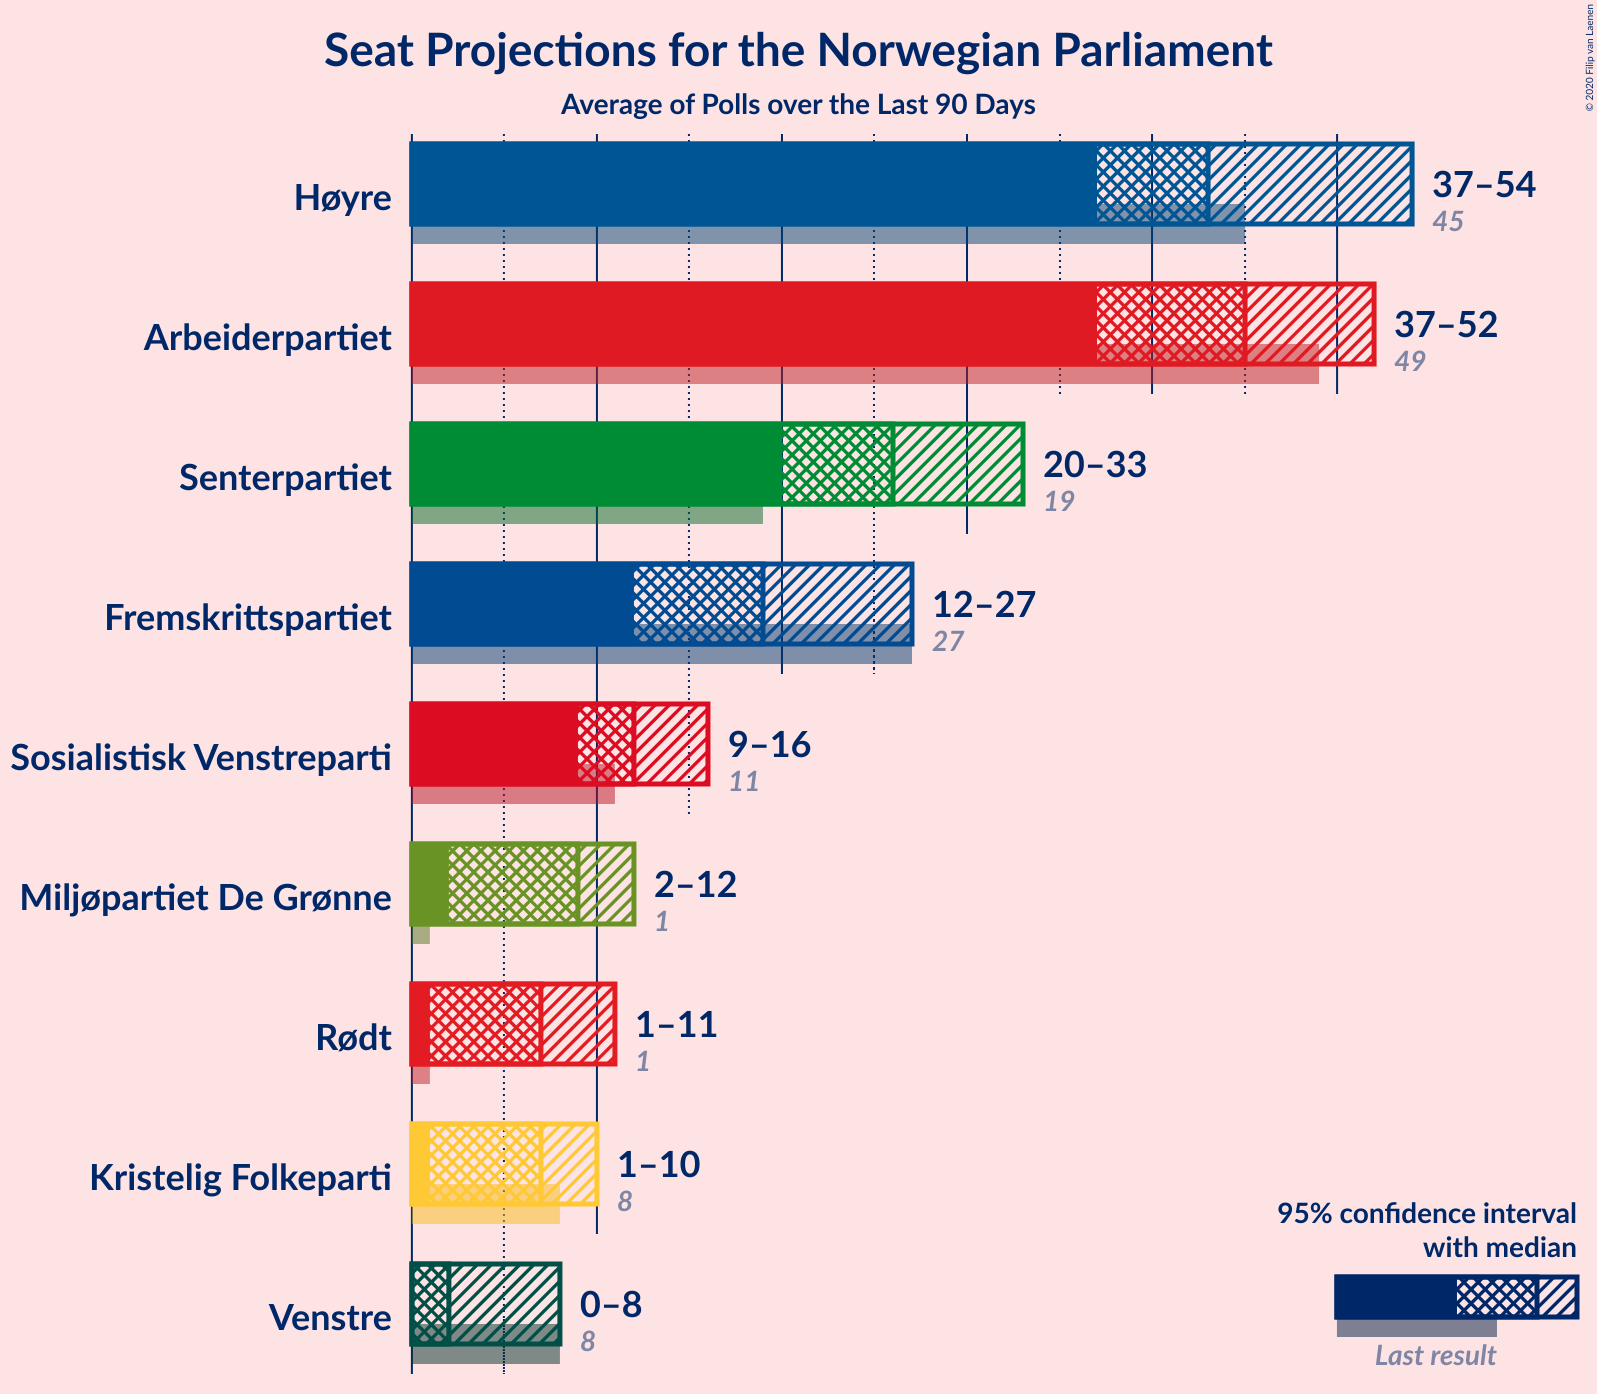 Seat Projections for the Norwegian Parliament
Average of Polls over the Last 90 Days
© 2020 Filip van Laenen
Høyre
37–54
45
Arbeiderpartiet
37–52
49
Senterpartiet
20–33
19
Fremskrittspartiet
12–27
27
Sosialistisk Venstreparti
9–16
11
Miljøpartiet De Grønne
2–12
1
Rødt
1–11
1
Kristelig Folkeparti
1–10
8
Venstre
0–8
8
95% confidence interval
with median
Last result